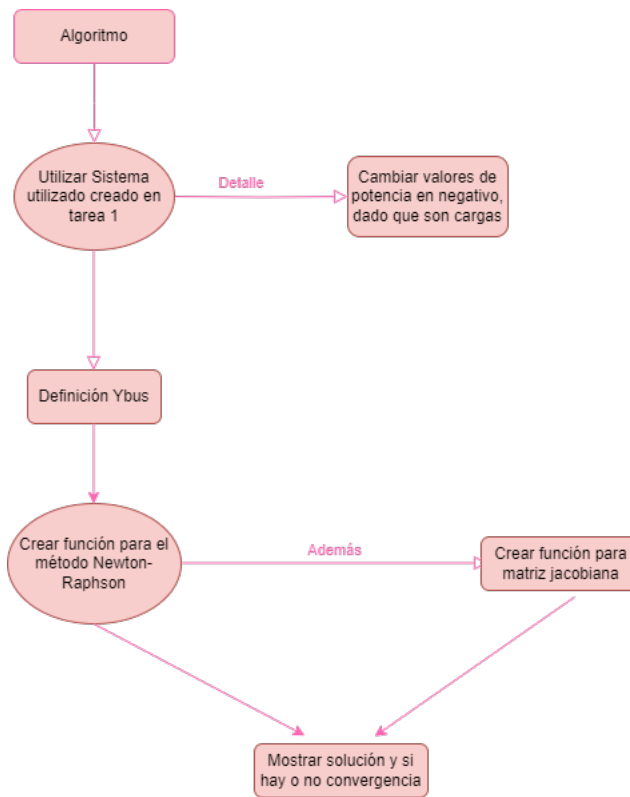 Algoritmo
Utilizar Sistema
utilizado creado en
tarea 1
Detalle
Cambiar valores de
potencia en negativo,
dado que son cargas
Definición Ybus
Crear función para el
método Newton-
Raphson
Además
Crear función para
matriz jacobiana
Mostrar solución y si
hay o no convergencia